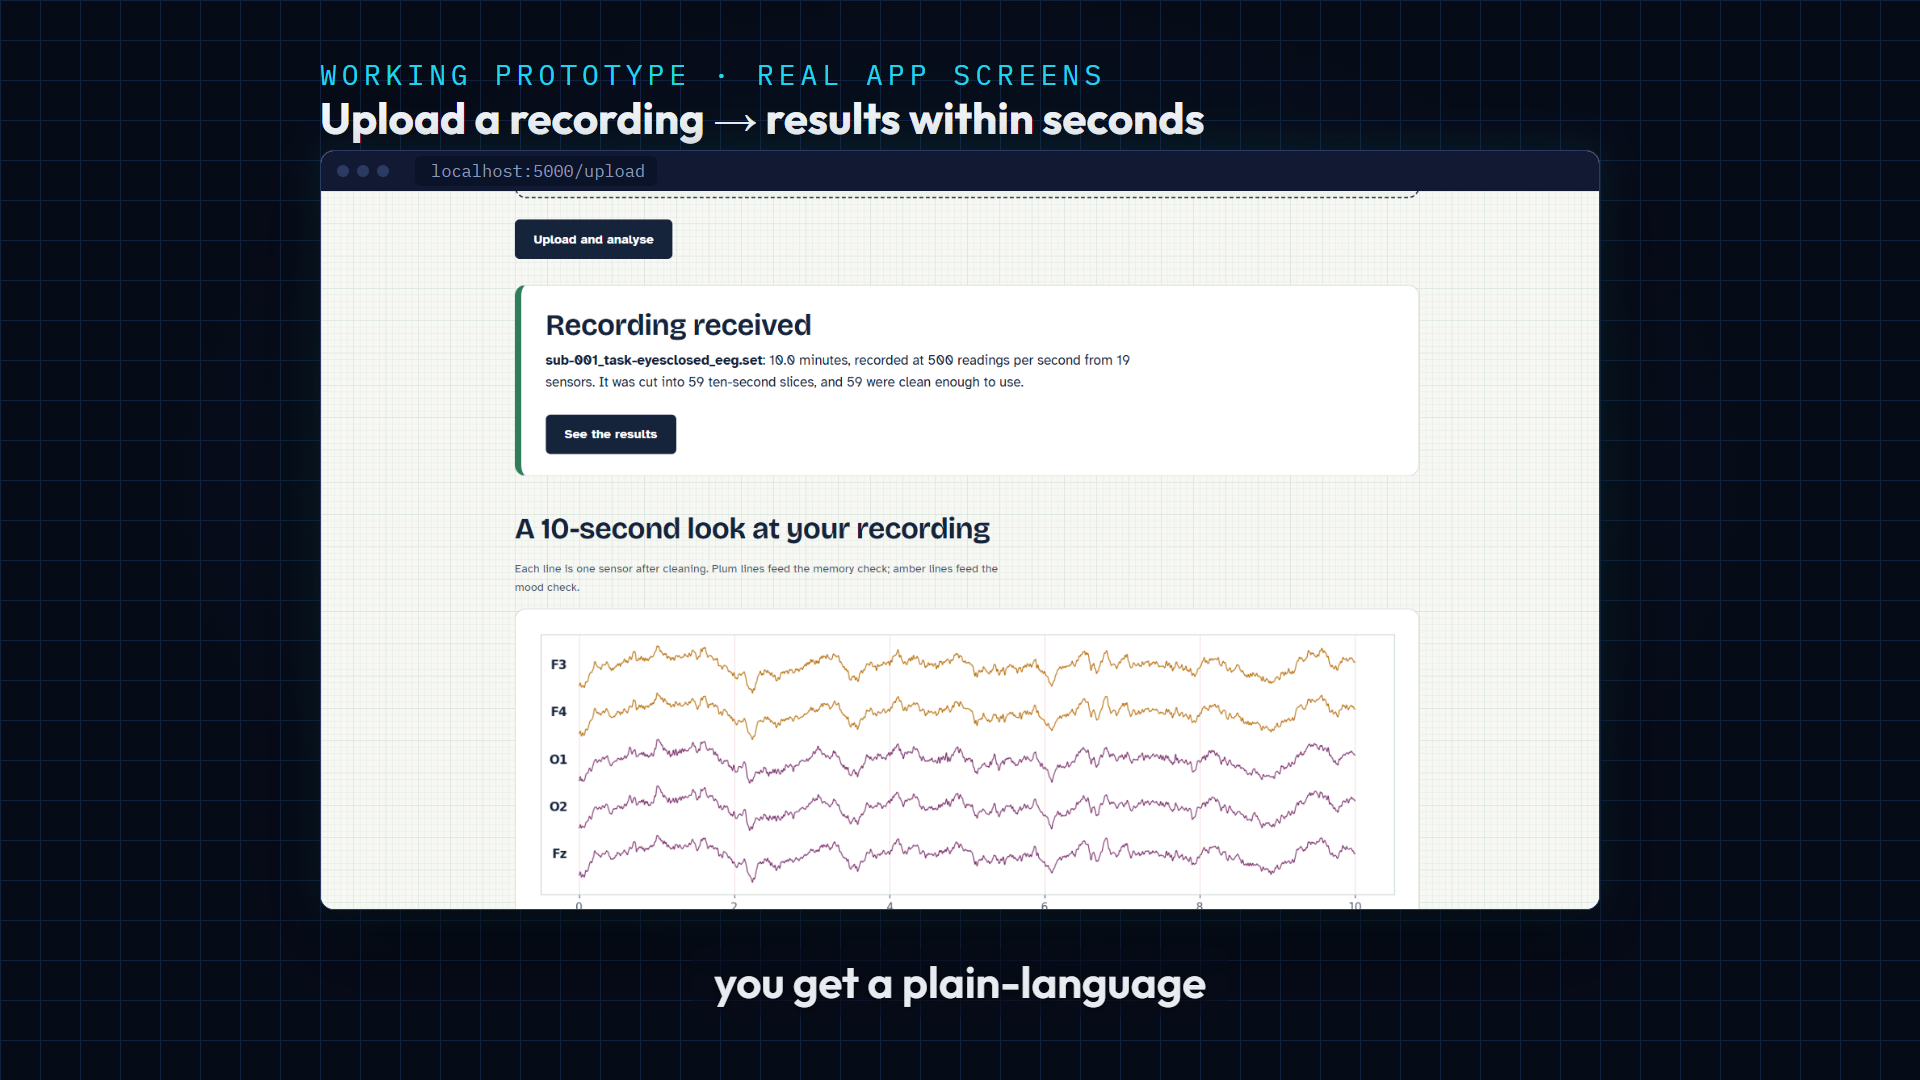 WORKING PROTOTYPE · REAL APP SCREENS
Upload a recording → results within seconds
localhost:5000/upload
Upload and analyse
Recording received
sub-001_task-eyesclosed_eeg.set: 10.0 minutes, recorded at 500 readings per second from 19
sensors. It was cut into 59 ten-second slices, and 59 were clean enough to use.
See the results
A 10-second look at your recording
Each line is one sensor after cleaning. Plum lines feed the memory check; amber lines feed the
mood check.
F3
F4
O1
O2
Fz
0 2 4 6 8 10
you get a plain-language